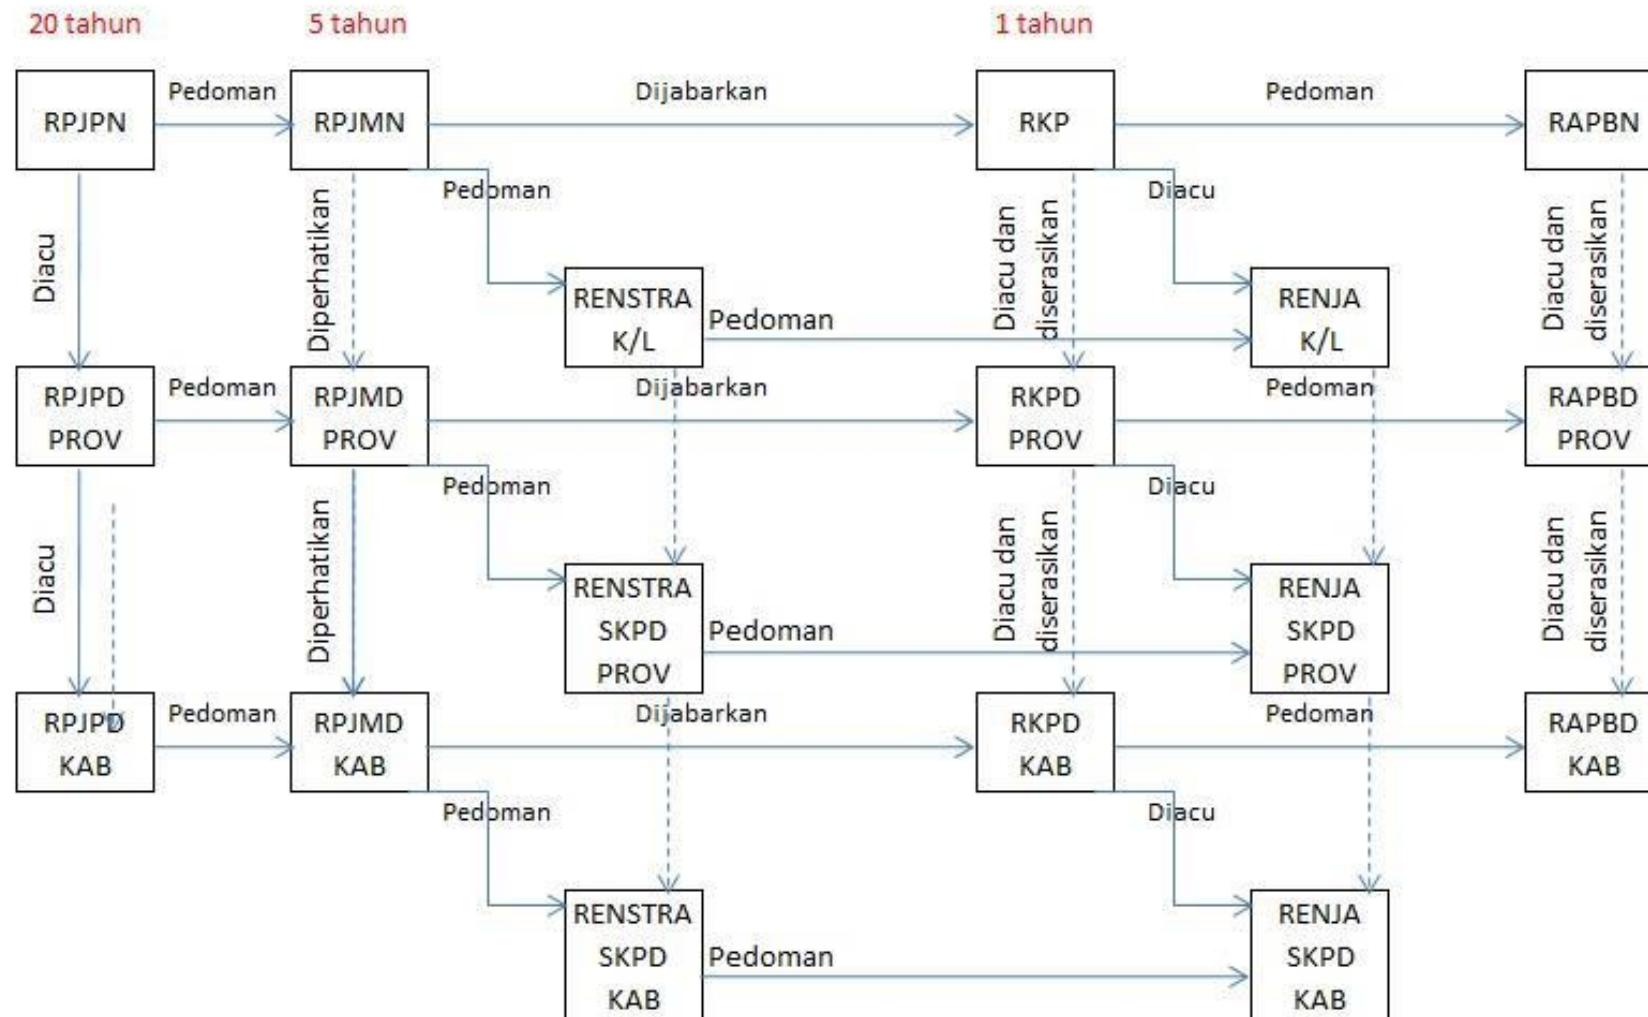 20 tahun
5 tahun
1 tahun
RPJPN
Pedoman
RPJMN
Dijabarkan
RKP
Pedoman
RAPBN
Diacu
Diperhatikan
Pedoman
Diacu dan
diserasikan
Diacu
Diacu dan
diserasikan
RENSTRA
K/L
Pedoman
RENJA
K/L
RPJPD
PROV
Pedoman
RPJMD
PROV
Dijabarkan
RKPD
PROV
Pedoman
RAPBD
PROV
Diacu
Diperhatikan
Pedoman
Diacu dan
diserasikan
Diacu
Diacu dan
diserasikan
RENSTRA
SKPD
PROV
Pedoman
RENJA
SKPD
PROV
RPJPD
KAB
Pedoman
RPJMD
KAB
Dijabarkan
RKPD
KAB
Pedoman
RAPBD
KAB
Pedoman
Diacu
RENSTRA
SKPD
KAB
Pedoman
RENJA
SKPD
KAB